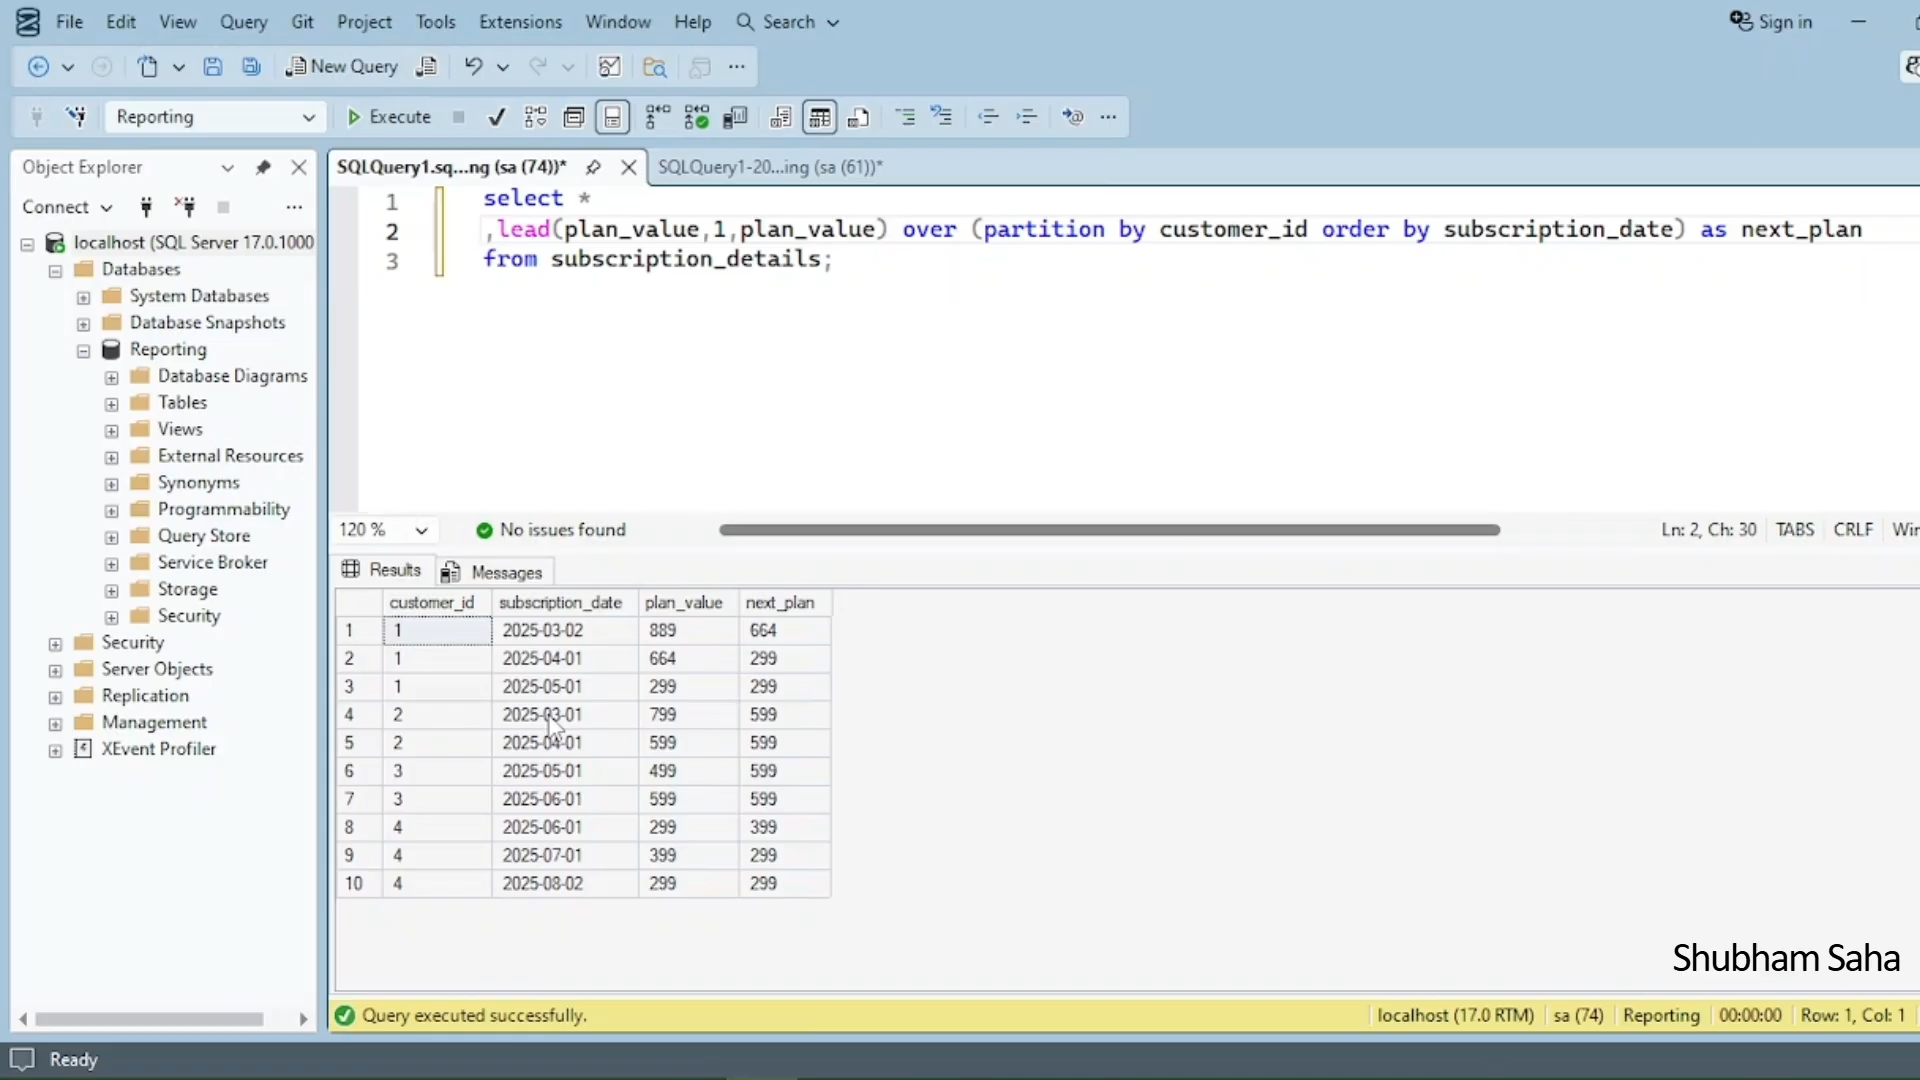 File Edit View Query Git Project Tools Extensions Window Help Search Sign in
New Query
Reporting Execute
Object Explorer
Connect
localhost (SQL Server 17.0.1000
Databases
System Databases
Database Snapshots
Reporting
Database Diagrams
Tables
Views
External Resources
Synonyms
Programmability
Query Store
Service Broker
Storage
Security
Security
Server Objects
Replication
Management
XEvent Profiler
SQLQuery1.sq...ng (sa (74))* SQLQuery1-20...ing (sa (61))*
1 select *
2 ,lead(plan_value,1,plan_value) over (partition by customer_id order by subscription_date) as next_plan
3 from subscription_details;
120 % No issues found Ln: 2, Ch: 30 TABS CRLF Win
Results Messages
customer_id subscription_date plan_value next_plan
1 1 2025-03-02 889 664
2 1 2025-04-01 664 299
3 1 2025-05-01 299 299
4 2 2025-03-01 799 599
5 2 2025-04-01 599 599
6 3 2025-05-01 499 599
7 3 2025-06-01 599 599
8 4 2025-06-01 299 399
9 4 2025-07-01 399 299
10 4 2025-08-02 299 299
Shubham Saha
Query executed successfully. localhost (17.0 RTM) sa (74) Reporting 00:00:00 Row: 1, Col: 1
Ready